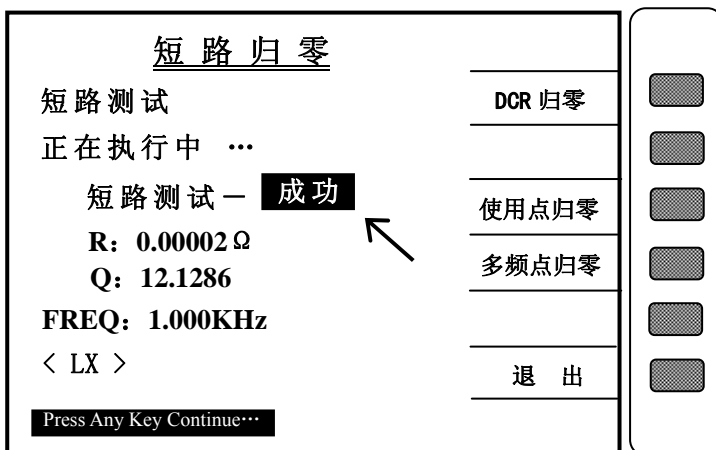 短路归零
短路测试
正在执行中 …
短路测试－ 成功
R：0.00002Ω
Q：12.1286
FREQ：1.000KHz
< LX >
Press Any Key Continue…
DCR 归零
使用点归零
多频点归零
退 出